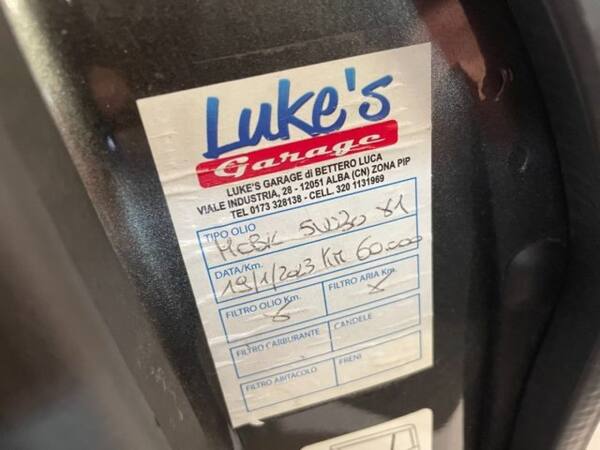 Luke's
Garage
LUKE'S GARAGE di BETTERO LUCA
VIALE INDUSTRIA, 28 - 12051 ALBA (CN) ZONA PIP
TEL 0173 328138 - CELL. 320 1131969
TIPO OLIO
MOBIL 5W30 X1
DATA/Km.
19/1/2023 KM 60.000
FILTRO OLIO Km.
FILTRO ARIA Km.
X
X
FILTRO CARBURANTE
CANDELE
FILTRO ABITACOLO
FRENI